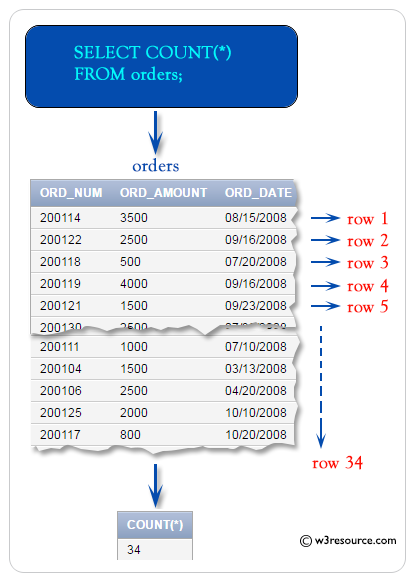 SELECT COUNT(*)
FROM orders;
orders
ORD_NUM ORD_AMOUNT ORD_DATE
200114 3500 08/15/2008 row 1
200122 2500 09/16/2008 row 2
200118 500 07/20/2008 row 3
200119 4000 09/16/2008 row 4
200121 1500 09/23/2008 row 5
200130 2500
200111 1000 07/10/2008
200104 1500 03/13/2008
200106 2500 04/20/2008
200125 2000 10/10/2008
200117 800 10/20/2008
row 34
COUNT(*)
34
© w3resource.com